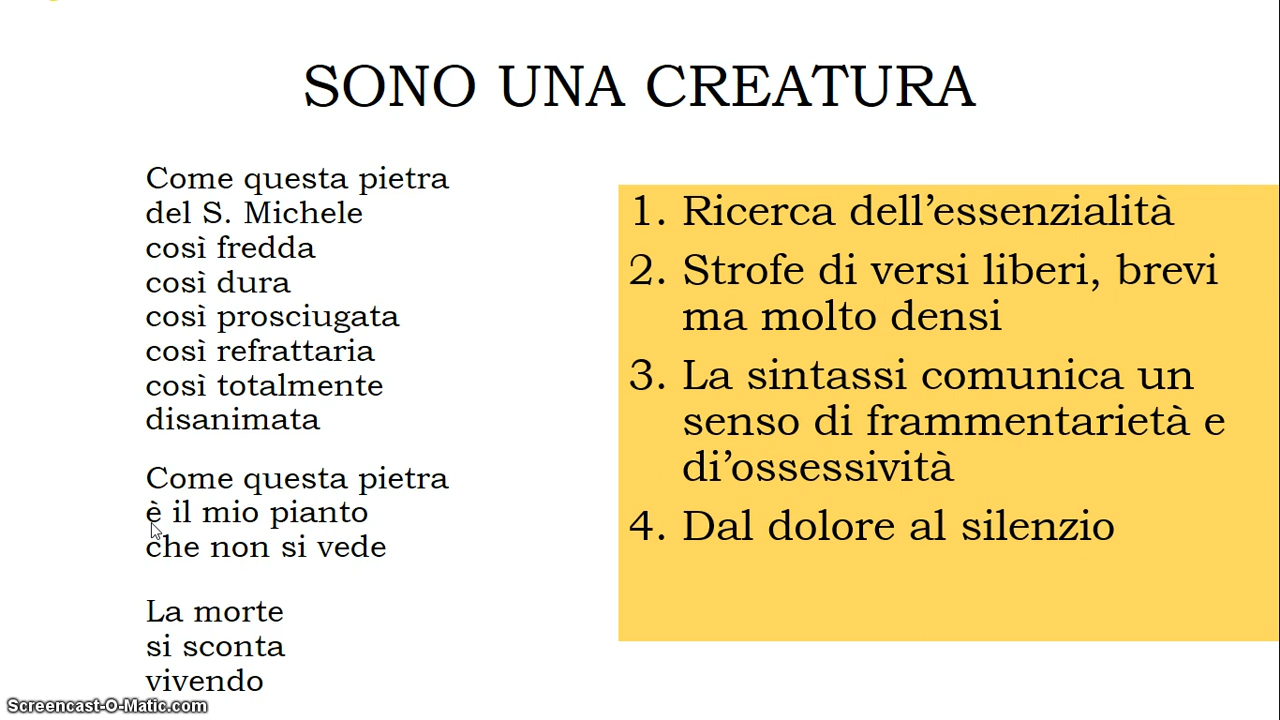 SONO UNA CREATURA
Come questa pietra
del S. Michele
così fredda
così dura
così prosciugata
così refrattaria
così totalmente
disanimata
Come questa pietra
è il mio pianto
che non si vede
La morte
si sconta
vivendo
1. Ricerca dell’essenzialità
2. Strofe di versi liberi, brevi
ma molto densi
3. La sintassi comunica un
senso di frammentarietà e
di’ossessività
4. Dal dolore al silenzio
Screencast-O-Matic.com